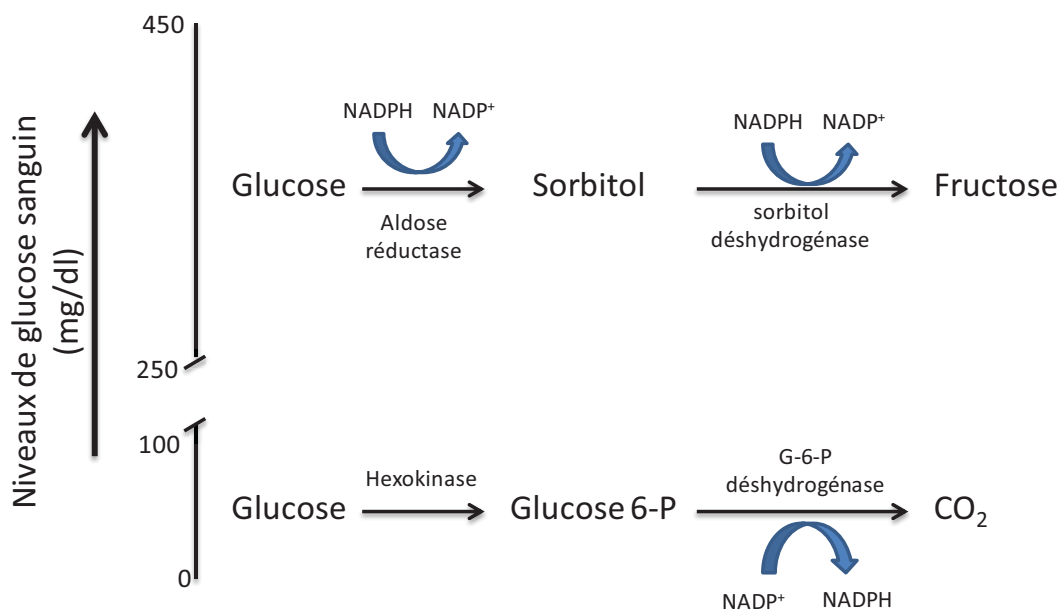 Niveaux de glucose sanguin
(mg/dl)
450
NADPH NADP+
NADPH NADP+
Glucose
Sorbitol
Fructose
Aldose
réductase
sorbitol
déshydrogénase
250
100
Hexokinase
G-6-P
déshydrogénase
Glucose
Glucose 6-P
CO2
0
NADP+ NADPH